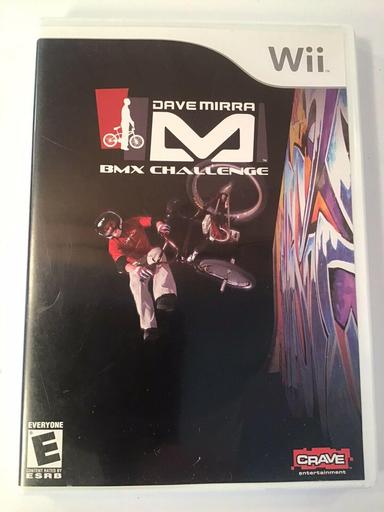 Wii
DAVE MIRRA
M
BMX CHALLENGE
EVERYONE
E
CONTENT RATED BY
ESRB
CRAVE
entertainment